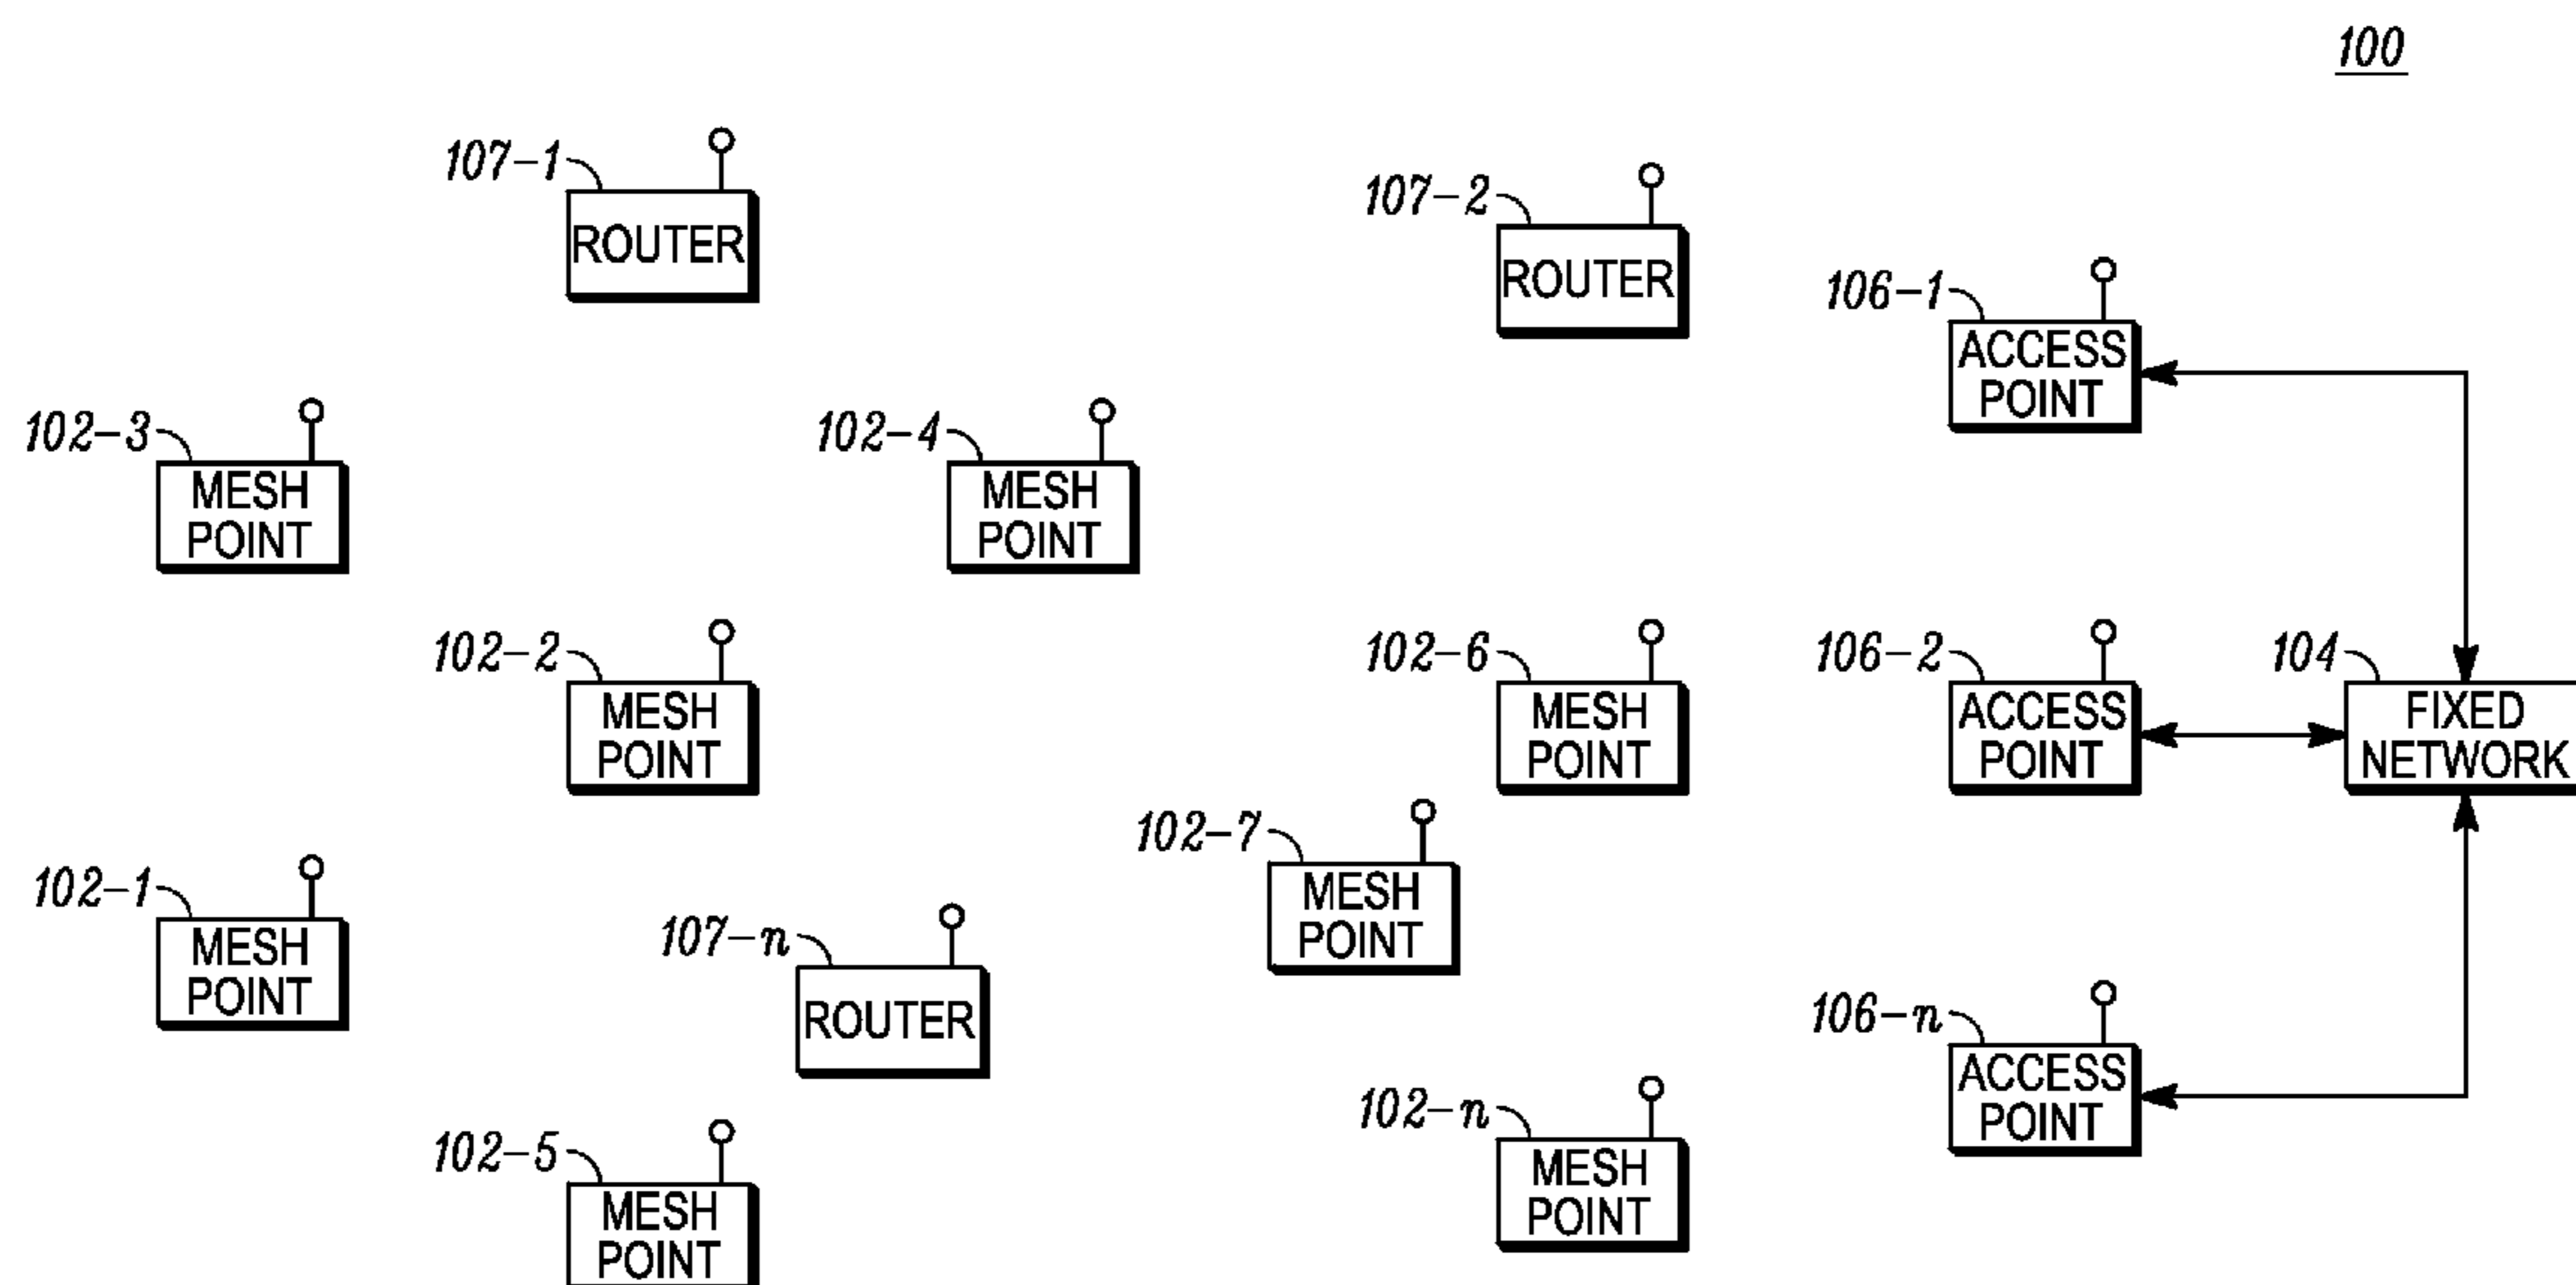 100
107-1
ROUTER
107-2
ROUTER
106-1
ACCESS
POINT
102-3
MESH
POINT
102-4
MESH
POINT
102-2
MESH
POINT
102-6
MESH
POINT
106-2
ACCESS
POINT
104
FIXED
NETWORK
102-7
MESH
POINT
102-1
MESH
POINT
107-n
ROUTER
106-n
ACCESS
POINT
102-n
MESH
POINT
102-5
MESH
POINT